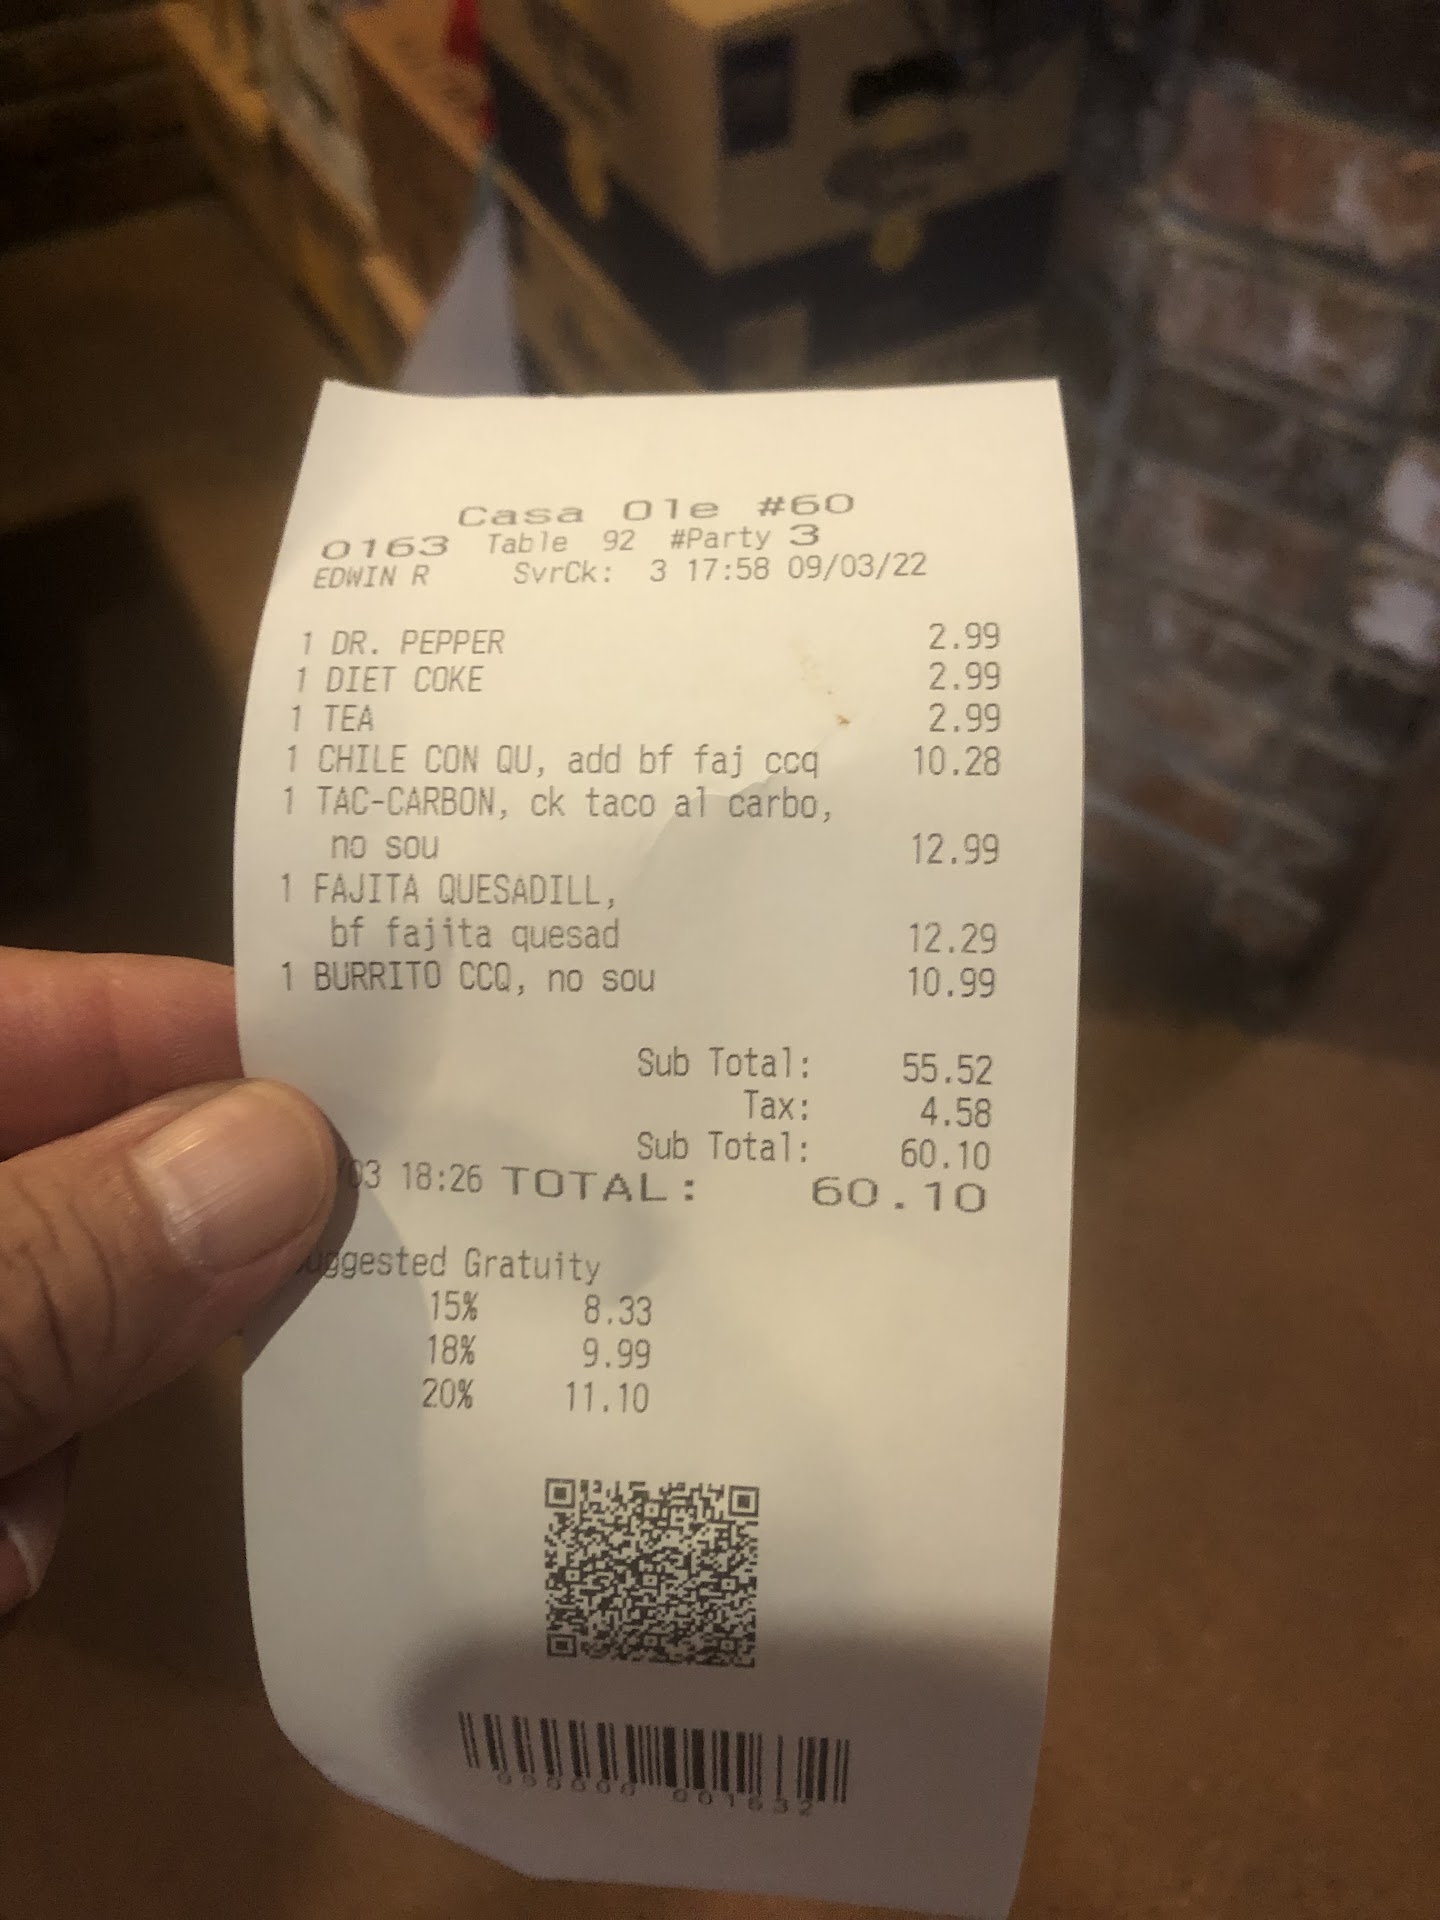 Casa Ole #60
0163 Table 92 #Party 3
EDWIN R SvrCk: 3 17:58 09/03/22
1 DR. PEPPER 2.99
1 DIET COKE 2.99
1 TEA 2.99
1 CHILE CON QU, add bf faj ccq 10.28
1 TAC-CARBON, ck taco al carbo,
no sou 12.99
1 FAJITA QUESADILL,
bf fajita quesad 12.29
1 BURRITO CCQ, no sou 10.99
Sub Total: 55.52
Tax: 4.58
Sub Total: 60.10
/03 18:26 TOTAL: 60.10
uggested Gratuity
15% 8.33
18% 9.99
20% 11.10